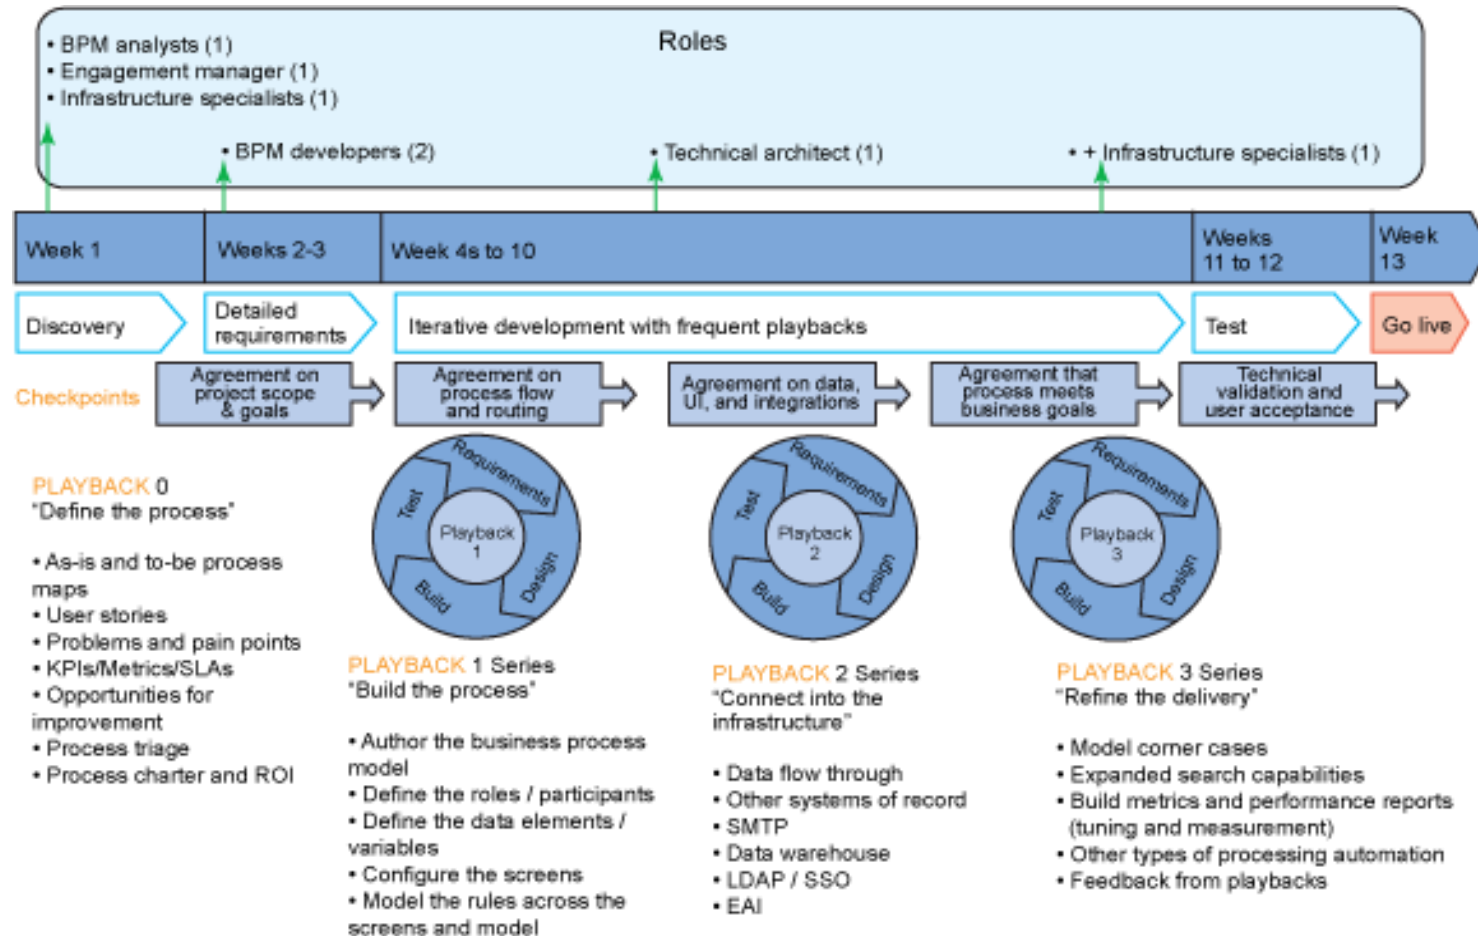 Roles
• BPM analysts (1)
• Engagement manager (1)
• Infrastructure specialists (1)
• BPM developers (2)
• Technical architect (1)
• + Infrastructure specialists (1)
Week 1
Weeks 2-3
Week 4s to 10
Weeks
11 to 12
Week
13
Discovery
Detailed
requirements
Iterative development with frequent playbacks
Test
Go live
Checkpoints
Agreement on
project scope
& goals
Agreement on
process flow
and routing
Agreement on data,
UI, and integrations
Agreement that
process meets
business goals
Technical
validation and
user acceptance
PLAYBACK 0
"Define the process"
• As-is and to-be process
maps
• User stories
• Problems and pain points
• KPIs/Metrics/SLAs
• Opportunities for
improvement
• Process triage
• Process charter and ROI
Requirements
Design
Build
Test
Playback
1
PLAYBACK 1 Series
"Build the process"
• Author the business process
model
• Define the roles / participants
• Define the data elements /
variables
• Configure the screens
• Model the rules across the
screens and model
Requirements
Design
Build
Test
Playback
2
PLAYBACK 2 Series
"Connect into the
infrastructure"
• Data flow through
• Other systems of record
• SMTP
• Data warehouse
• LDAP / SSO
• EAI
Requirements
Design
Build
Test
Playback
3
PLAYBACK 3 Series
"Refine the delivery"
• Model corner cases
• Expanded search capabilities
• Build metrics and performance reports
(tuning and measurement)
• Other types of processing automation
• Feedback from playbacks